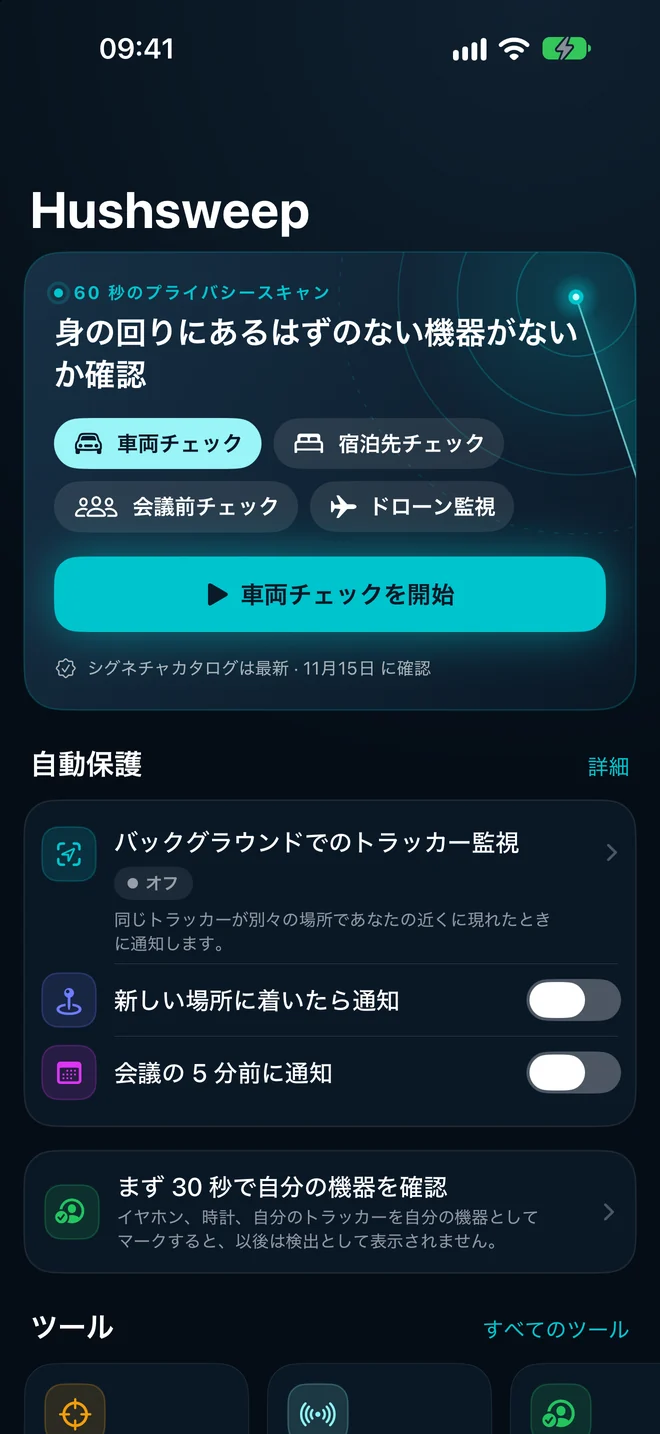 09:41
Hushsweep
60 秒のプライバシースキャン
身の回りにあるはずのない機器がない
か確認
車両チェック
宿泊先チェック
会議前チェック
ドローン監視
車両チェックを開始
シグネチャカタログは最新 · 11月15日 に確認
自動保護
詳細
バックグラウンドでのトラッカー監視
オフ
同じトラッカーが別々の場所であなたの近くに現れたとき
に通知します。
新しい場所に着いたら通知
会議の 5 分前に通知
まず 30 秒で自分の機器を確認
イヤホン、時計、自分のトラッカーを自分の機器として
マークすると、以後は検出として表示されません。
ツール
すべてのツール